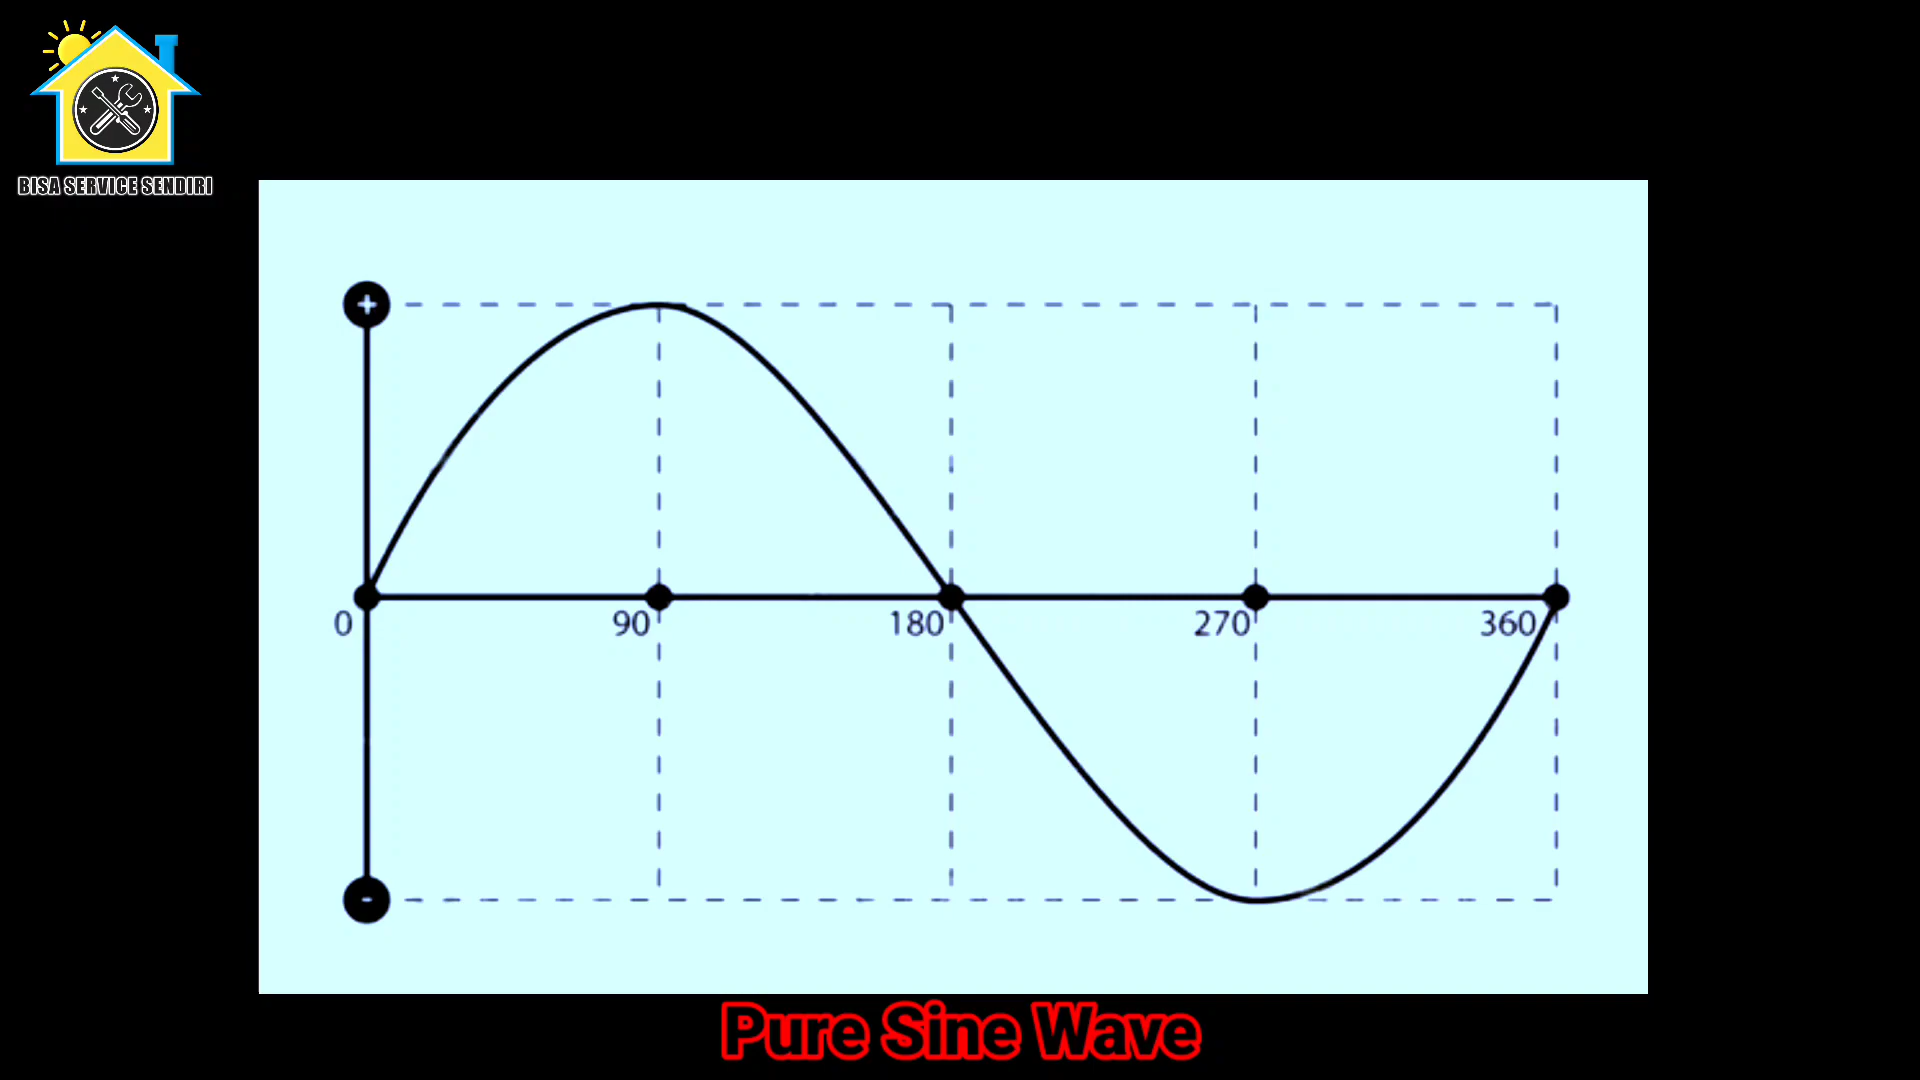 BISA SERVICE SENDIRI
+
0 90 180 270 360
-
Pure Sine Wave